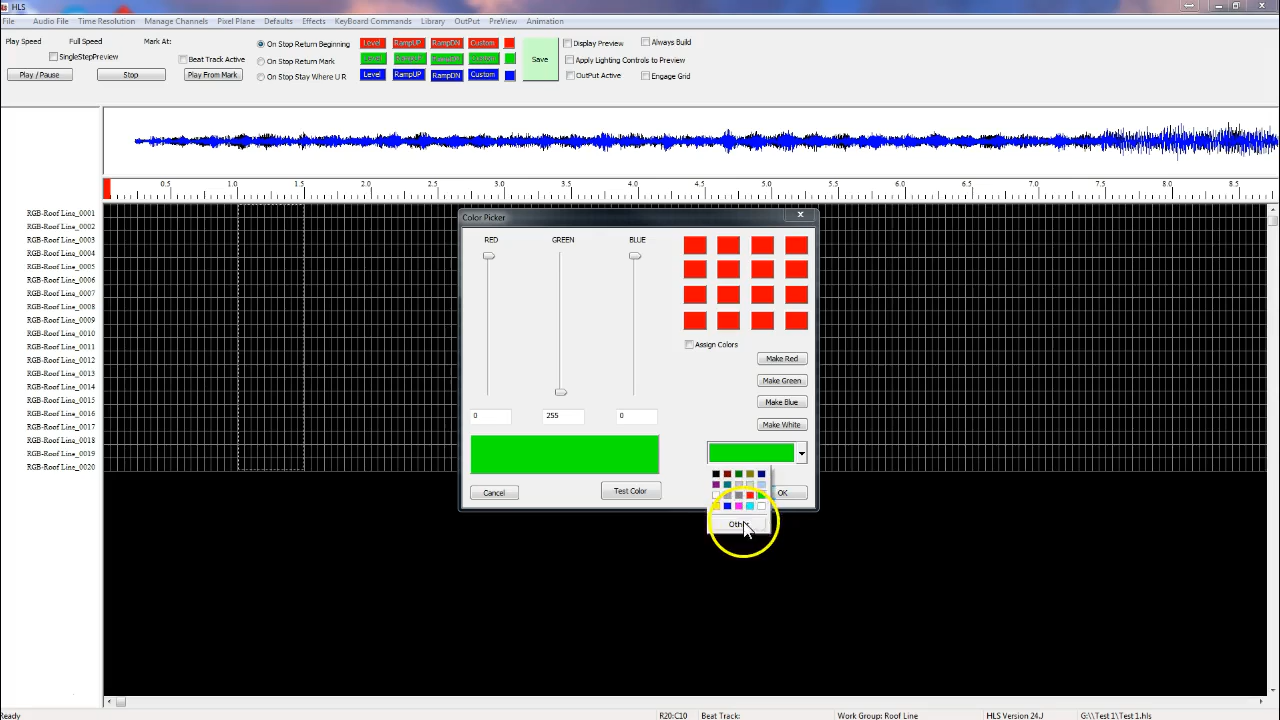 HLS
File Audio File Time Resolution Manage Channels Pixel Plane Defaults Effects KeyBoard Commands Library OutPut PreView Animation
Play Speed Full Speed Mark At: On Stop Return Beginning Level RampUP RampDN Custom Display Preview Always Build
SingleStepPreview Beat Track Active On Stop Return Mark Save Apply Lighting Controls to Preview
Play / Pause Stop Play From Mark On Stop Stay Where U R Level RampUP RampDN Custom OutPut Active Engage Grid
0.5 1.0 1.5 2.0 2.5 3.0 3.5 4.0 4.5 5.0 5.5 6.0 6.5 7.0 7.5 8.0 8.5
RGB-Roof Line_0001
RGB-Roof Line_0002
RGB-Roof Line_0003
RGB-Roof Line_0004
RGB-Roof Line_0005
RGB-Roof Line_0006
RGB-Roof Line_0007
RGB-Roof Line_0008
RGB-Roof Line_0009
RGB-Roof Line_0010
RGB-Roof Line_0011
RGB-Roof Line_0012
RGB-Roof Line_0013
RGB-Roof Line_0014
RGB-Roof Line_0015
RGB-Roof Line_0016
RGB-Roof Line_0017
RGB-Roof Line_0018
RGB-Roof Line_0019
RGB-Roof Line_0020
Color Picker
RED GREEN BLUE
Assign Colors
Make Red
Make Green
Make Blue
0 255 0 Make White
Cancel Test Color OK
Other
Ready R20:C10 Beat Track: Work Group: Roof Line HLS Version 24.J G:\\Test 1\Test 1.hls